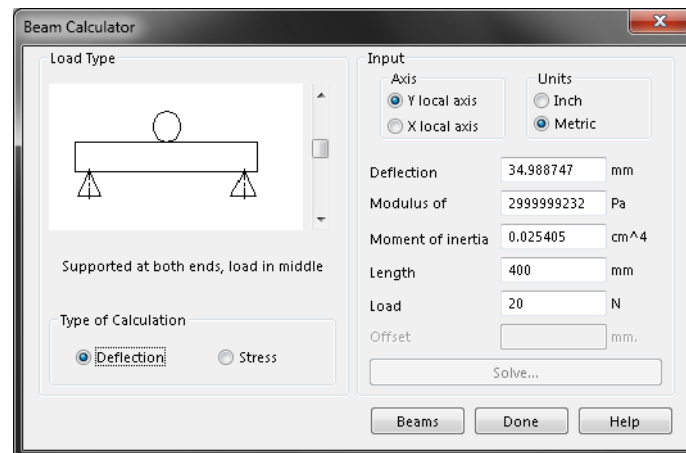 Beam Calculator
Load Type
Supported at both ends, load in middle
Type of Calculation
Deflection Stress
Input
Axis
Y local axis
X local axis
Units
Inch
Metric
Deflection 34.988747 mm
Modulus of 2999999232 Pa
Moment of inertia 0.025405 cm^4
Length 400 mm
Load 20 N
Offset mm.
Solve...
Beams Done Help